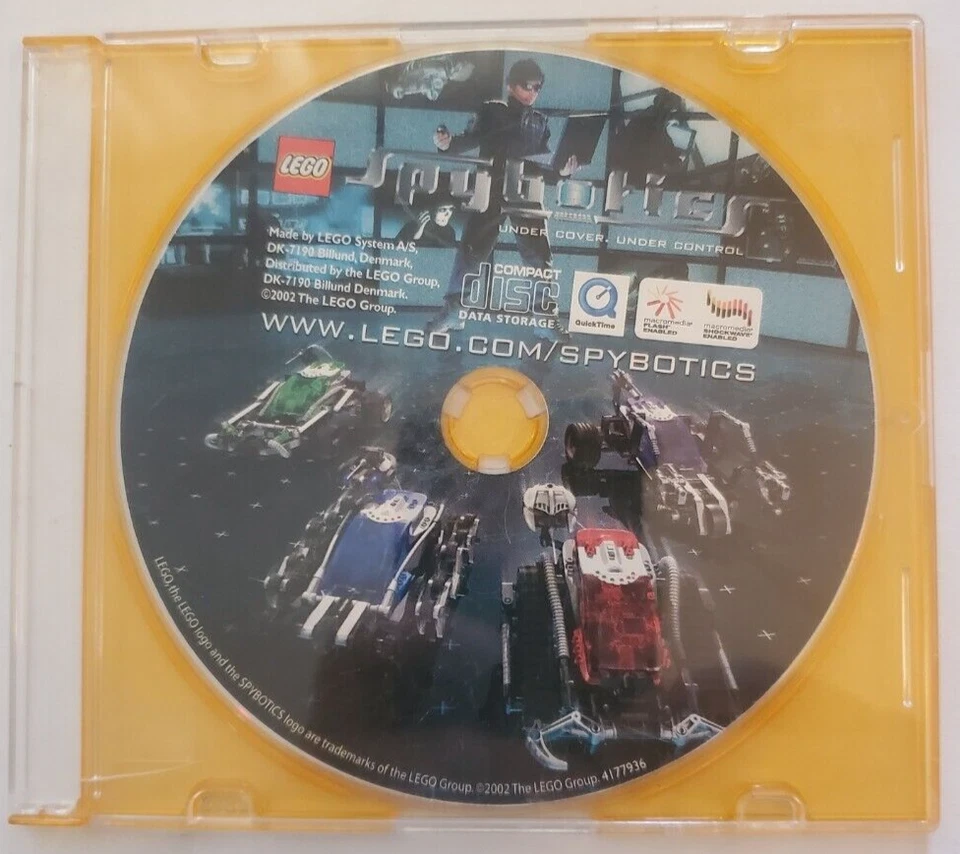 LEGO
Spybotics
UNDER COVER. UNDER CONTROL
Made by LEGO System A/S,
DK-7190 Billund, Denmark,
Distributed by the LEGO Group,
DK-7190 Billund Denmark.
©2002 The LEGO Group.
COMPACT
disc
DATA STORAGE
QuickTime
macromedia
FLASH
ENABLED
macromedia
SHOCKWAVE
ENABLED
WWW.LEGO.COM/SPYBOTICS
LEGO, the LEGO logo and the SPYBOTICS logo are trademarks of the LEGO Group. ©2002 The LEGO Group. 4177936